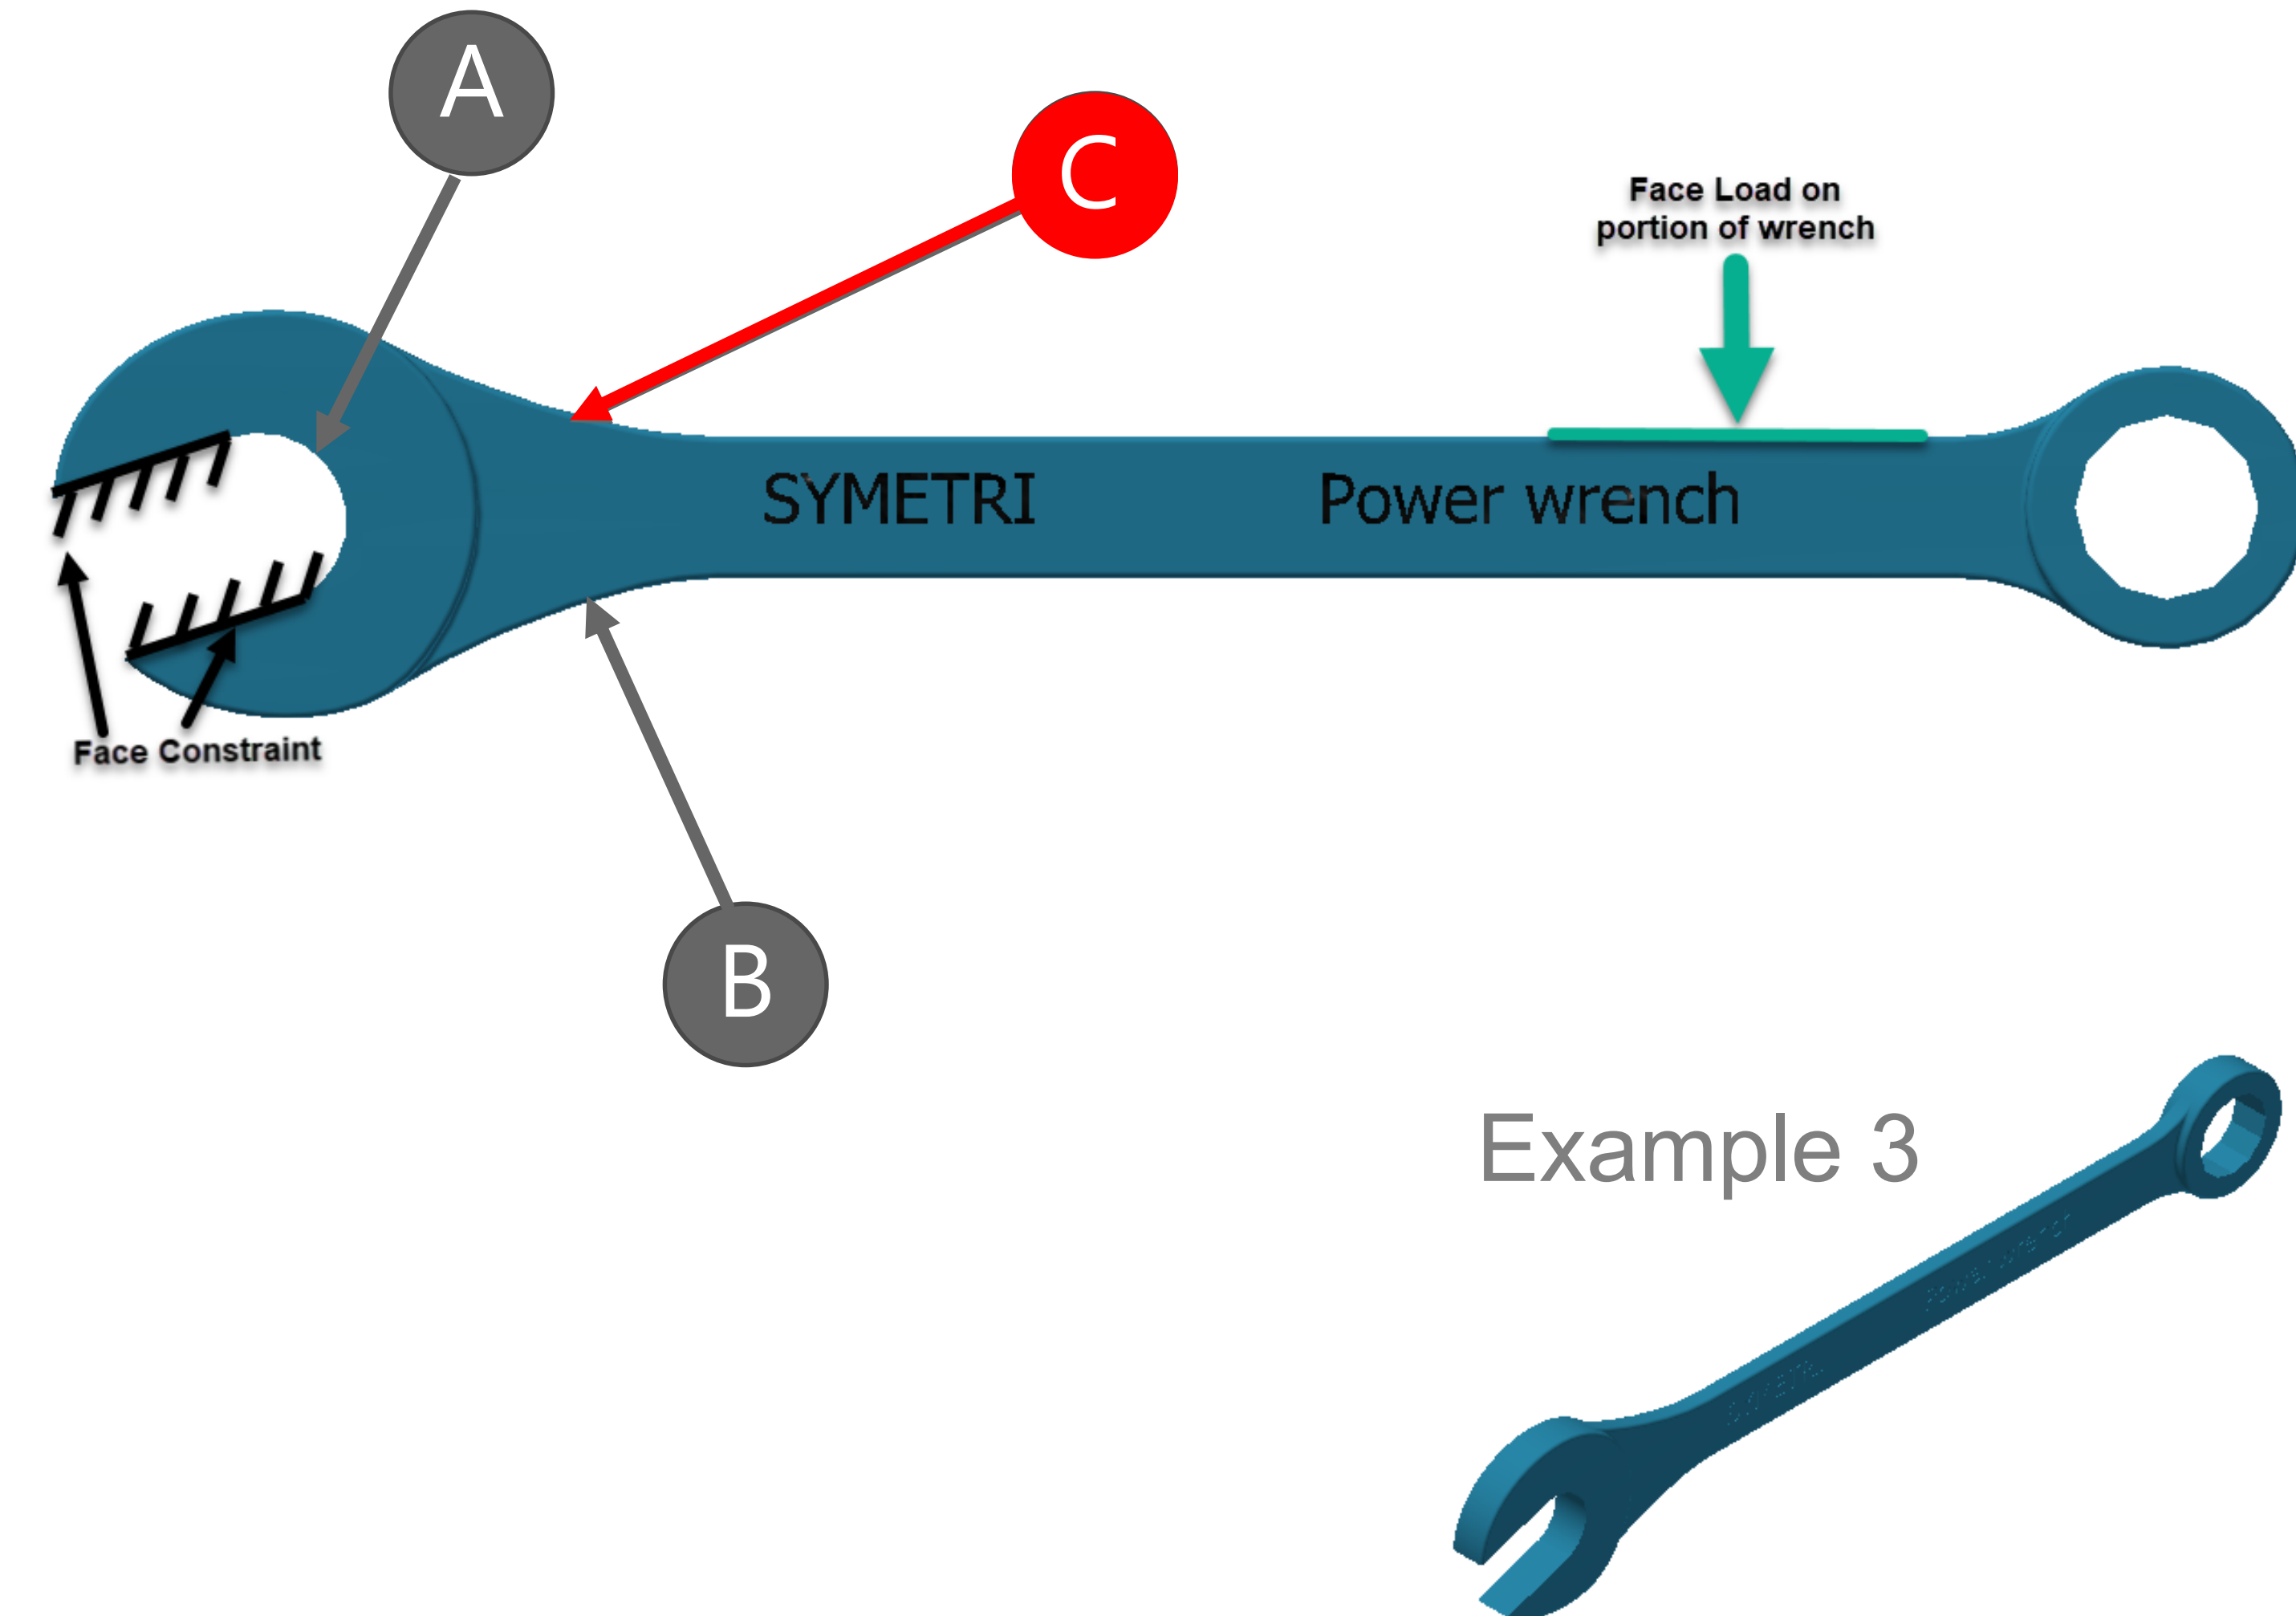 A
C
Face Load on
portion of wrench
SYMETRI
Power wrench
Face Constraint
B
Example 3